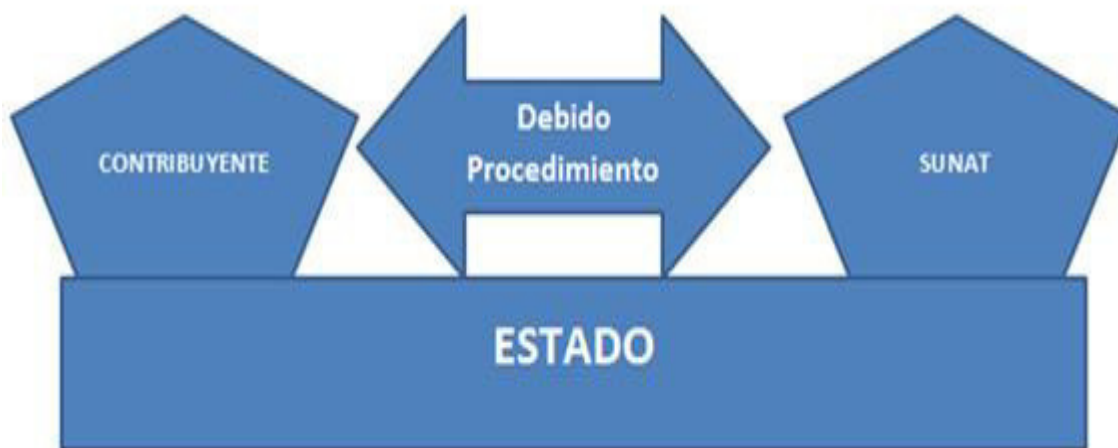 CONTRIBUYENTE
Debido
Procedimiento
SUNAT
ESTADO